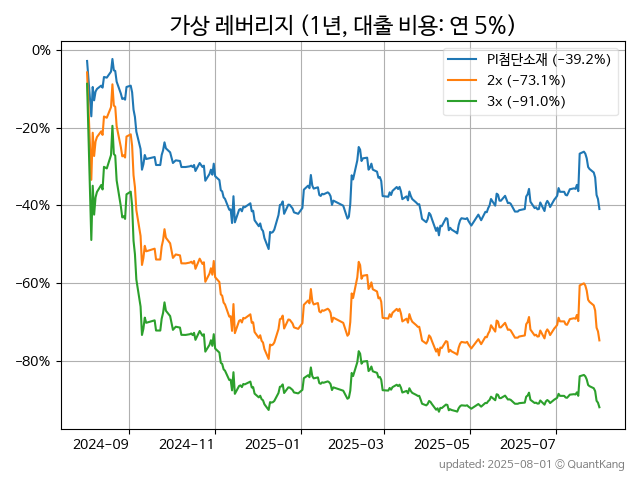 가상 레버리지 (1년, 대출 비용: 연 5%)
PI첨단소재 (−39.2%)
2x (−73.1%)
3x (−91.0%)
0%
−20%
−40%
−60%
−80%
2024-09 2024-11 2025-01 2025-03 2025-05 2025-07
updated: 2025-08-01 © QuantKang